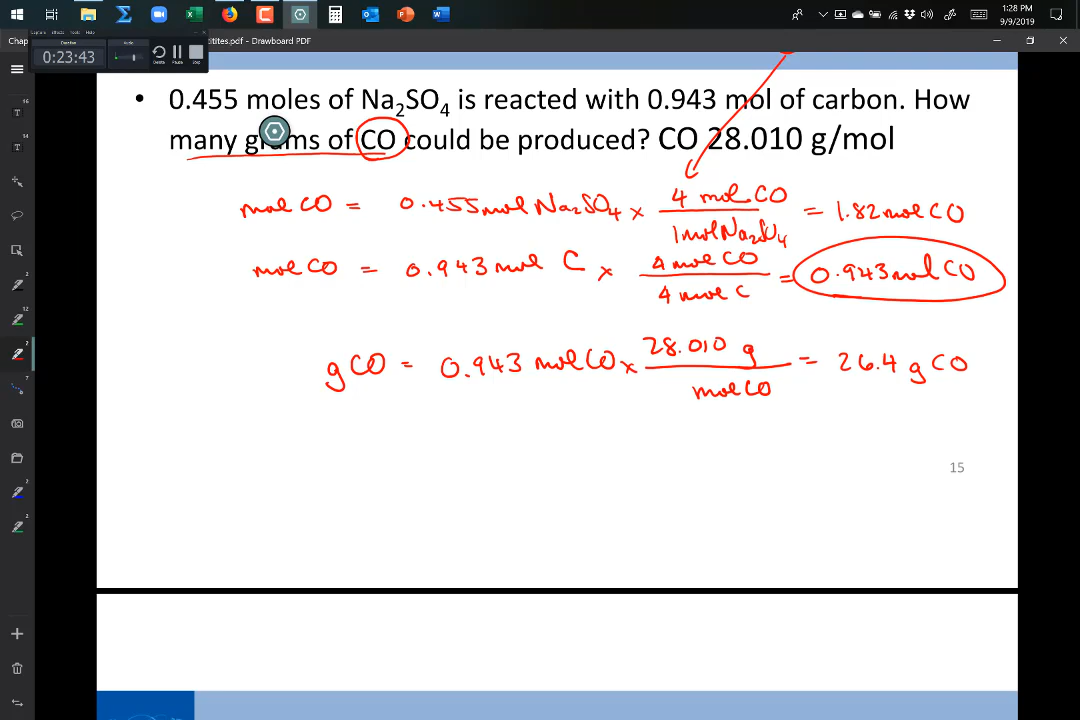 1:28 PM
9/9/2019
Chap
titites.pdf - Drawboard PDF
0:23:43
• 0.455 moles of Na₂SO₄ is reacted with 0.943 mol of carbon. How
many grams of CO could be produced? CO 28.010 g/mol
mol CO = 0.455 mol Na₂SO₄ × 4 mol CO / 1 mol Na₂SO₄ = 1.82 mol CO
mol CO = 0.943 mol C × 4 mol CO / 4 mol C = 0.943 mol CO
g CO = 0.943 mol CO × 28.010 g / mol CO = 26.4 g CO
15